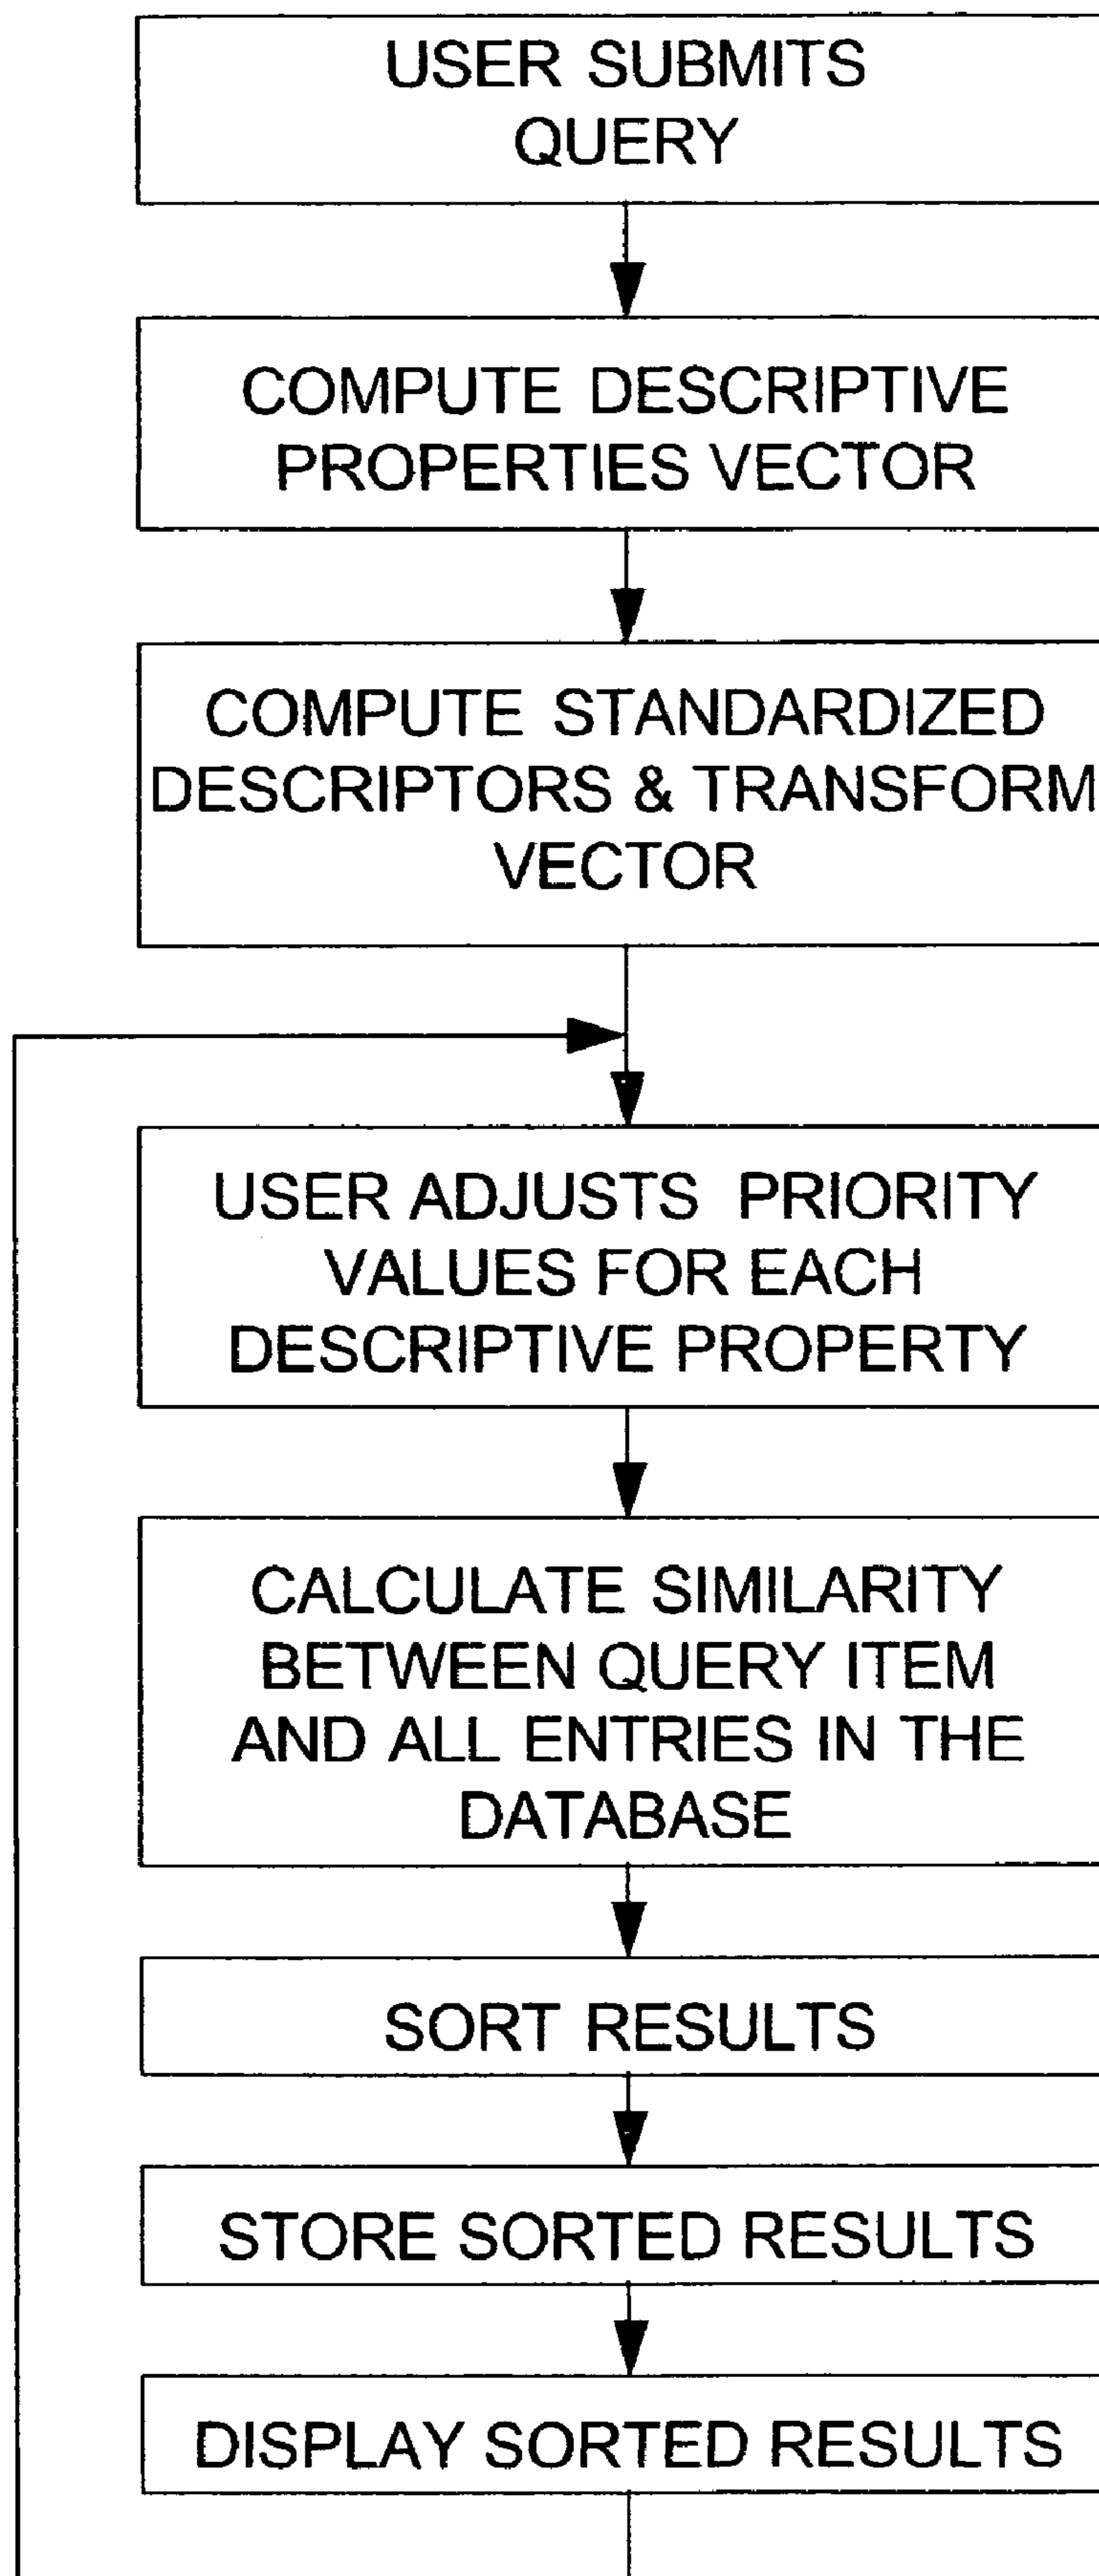 USER SUBMITS
QUERY
COMPUTE DESCRIPTIVE
PROPERTIES VECTOR
COMPUTE STANDARDIZED
DESCRIPTORS & TRANSFORM
VECTOR
USER ADJUSTS PRIORITY
VALUES FOR EACH
DESCRIPTIVE PROPERTY
CALCULATE SIMILARITY
BETWEEN QUERY ITEM
AND ALL ENTRIES IN THE
DATABASE
SORT RESULTS
STORE SORTED RESULTS
DISPLAY SORTED RESULTS